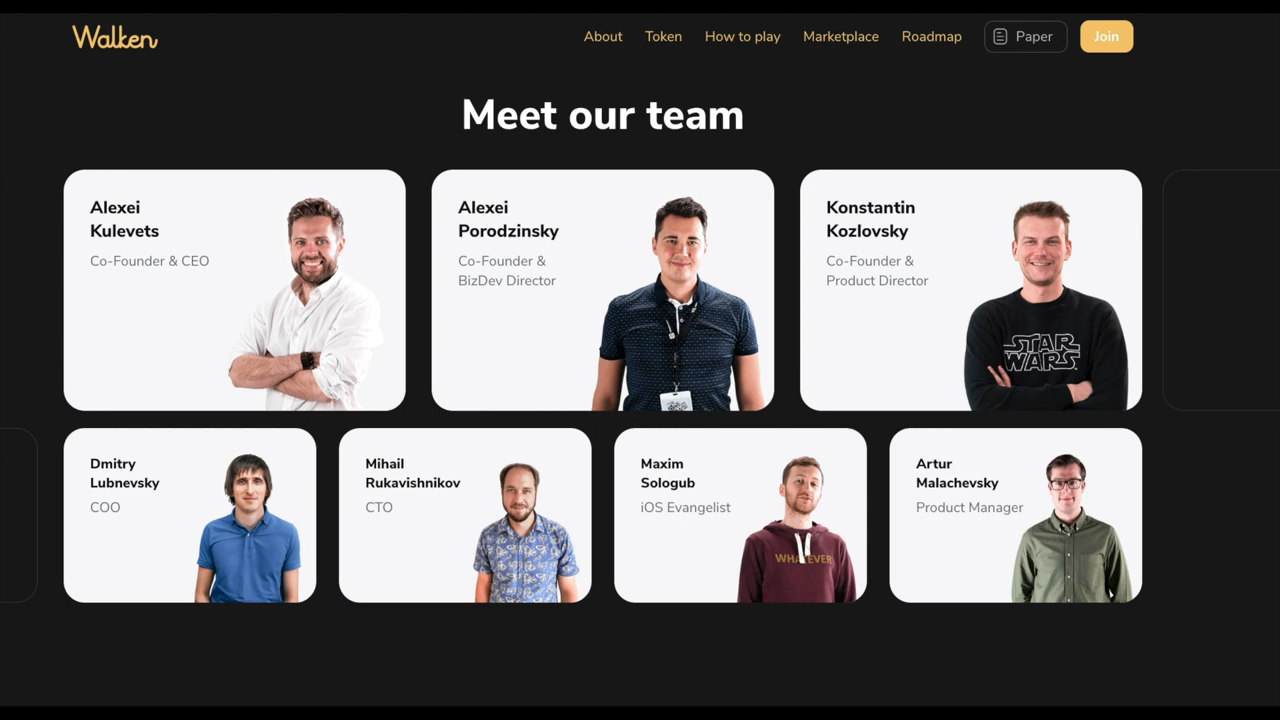 Walken
About Token How to play Marketplace Roadmap Paper Join
Meet our team
Alexei
Kulevets
Co-Founder & CEO
Alexei
Porodzinsky
Co-Founder &
BizDev Director
Konstantin
Kozlovsky
Co-Founder &
Product Director
STAR
WARS
Dmitry
Lubnevsky
COO
Mihail
Rukavishnikov
CTO
Maxim
Sologub
iOS Evangelist
WHATEVER
Artur
Malachevsky
Product Manager